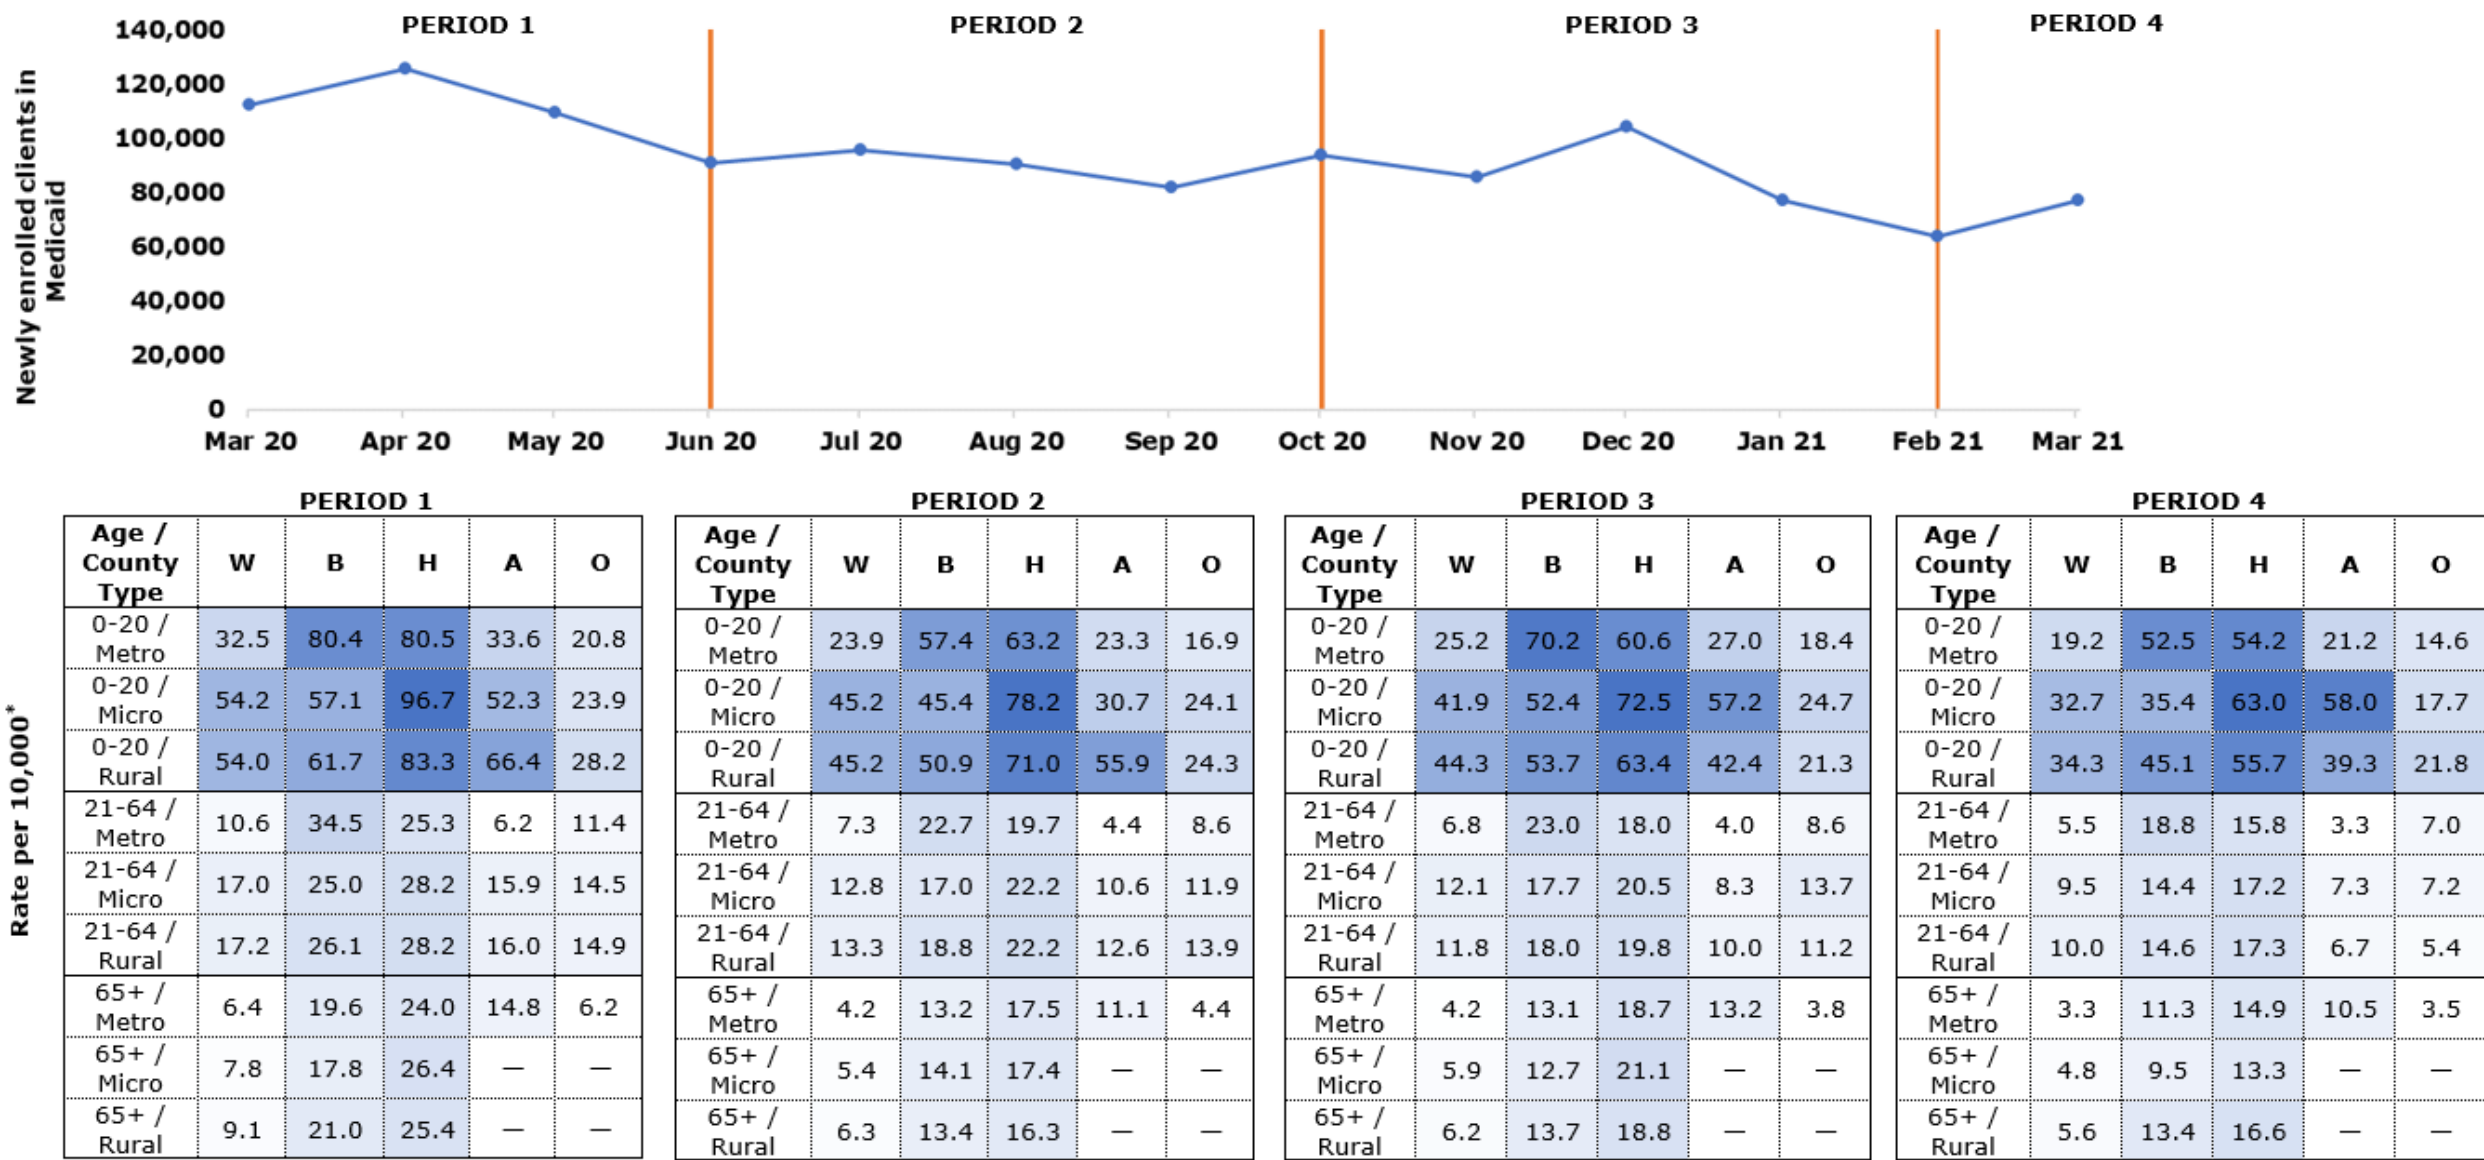 PERIOD 1 PERIOD 2 PERIOD 3 PERIOD 4
Newly enrolled clients in
Medicaid
140,000
120,000
100,000
80,000
60,000
40,000
20,000
0
Mar 20 Apr 20 May 20 Jun 20 Jul 20 Aug 20 Sep 20 Oct 20 Nov 20 Dec 20 Jan 21 Feb 21 Mar 21
Rate per 10,000*
PERIOD 1
Age /
County
Type
W B H A O
0-20 /
Metro
32.5 80.4 80.5 33.6 20.8
0-20 /
Micro
54.2 57.1 96.7 52.3 23.9
0-20 /
Rural
54.0 61.7 83.3 66.4 28.2
21-64 /
Metro
10.6 34.5 25.3 6.2 11.4
21-64 /
Micro
17.0 25.0 28.2 15.9 14.5
21-64 /
Rural
17.2 26.1 28.2 16.0 14.9
65+ /
Metro
6.4 19.6 24.0 14.8 6.2
65+ /
Micro
7.8 17.8 26.4 — —
65+ /
Rural
9.1 21.0 25.4 — —
PERIOD 2
Age /
County
Type
W B H A O
0-20 /
Metro
23.9 57.4 63.2 23.3 16.9
0-20 /
Micro
45.2 45.4 78.2 30.7 24.1
0-20 /
Rural
45.2 50.9 71.0 55.9 24.3
21-64 /
Metro
7.3 22.7 19.7 4.4 8.6
21-64 /
Micro
12.8 17.0 22.2 10.6 11.9
21-64 /
Rural
13.3 18.8 22.2 12.6 13.9
65+ /
Metro
4.2 13.2 17.5 11.1 4.4
65+ /
Micro
5.4 14.1 17.4 — —
65+ /
Rural
6.3 13.4 16.3 — —
PERIOD 3
Age /
County
Type
W B H A O
0-20 /
Metro
25.2 70.2 60.6 27.0 18.4
0-20 /
Micro
41.9 52.4 72.5 57.2 24.7
0-20 /
Rural
44.3 53.7 63.4 42.4 21.3
21-64 /
Metro
6.8 23.0 18.0 4.0 8.6
21-64 /
Micro
12.1 17.7 20.5 8.3 13.7
21-64 /
Rural
11.8 18.0 19.8 10.0 11.2
65+ /
Metro
4.2 13.1 18.7 13.2 3.8
65+ /
Micro
5.9 12.7 21.1 — —
65+ /
Rural
6.2 13.7 18.8 — —
PERIOD 4
Age /
County
Type
W B H A O
0-20 /
Metro
19.2 52.5 54.2 21.2 14.6
0-20 /
Micro
32.7 35.4 63.0 58.0 17.7
0-20 /
Rural
34.3 45.1 55.7 39.3 21.8
21-64 /
Metro
5.5 18.8 15.8 3.3 7.0
21-64 /
Micro
9.5 14.4 17.2 7.3 7.2
21-64 /
Rural
10.0 14.6 17.3 6.7 5.4
65+ /
Metro
3.3 11.3 14.9 10.5 3.5
65+ /
Micro
4.8 9.5 13.3 — —
65+ /
Rural
5.6 13.4 16.6 — —